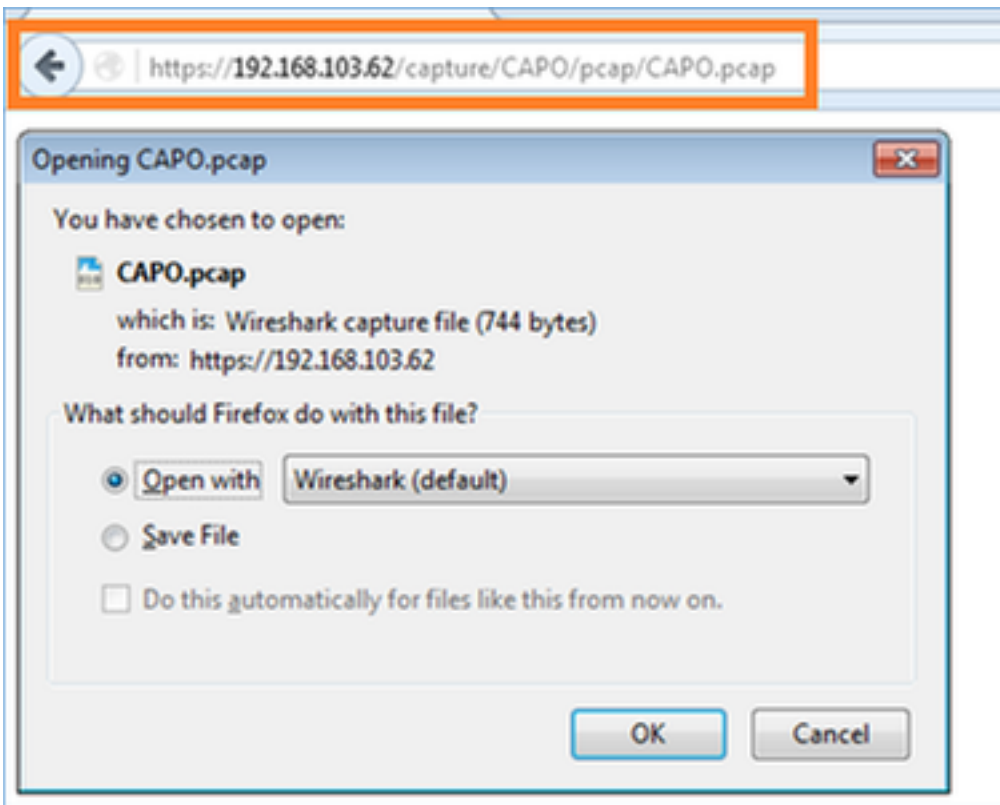 https://192.168.103.62/capture/CAPO/pcap/CAPO.pcap
Opening CAPO.pcap
You have chosen to open:
CAPO.pcap
which is: Wireshark capture file (744 bytes)
from: https://192.168.103.62
What should Firefox do with this file?
Open with Wireshark (default)
Save File
Do this automatically for files like this from now on.
OK Cancel